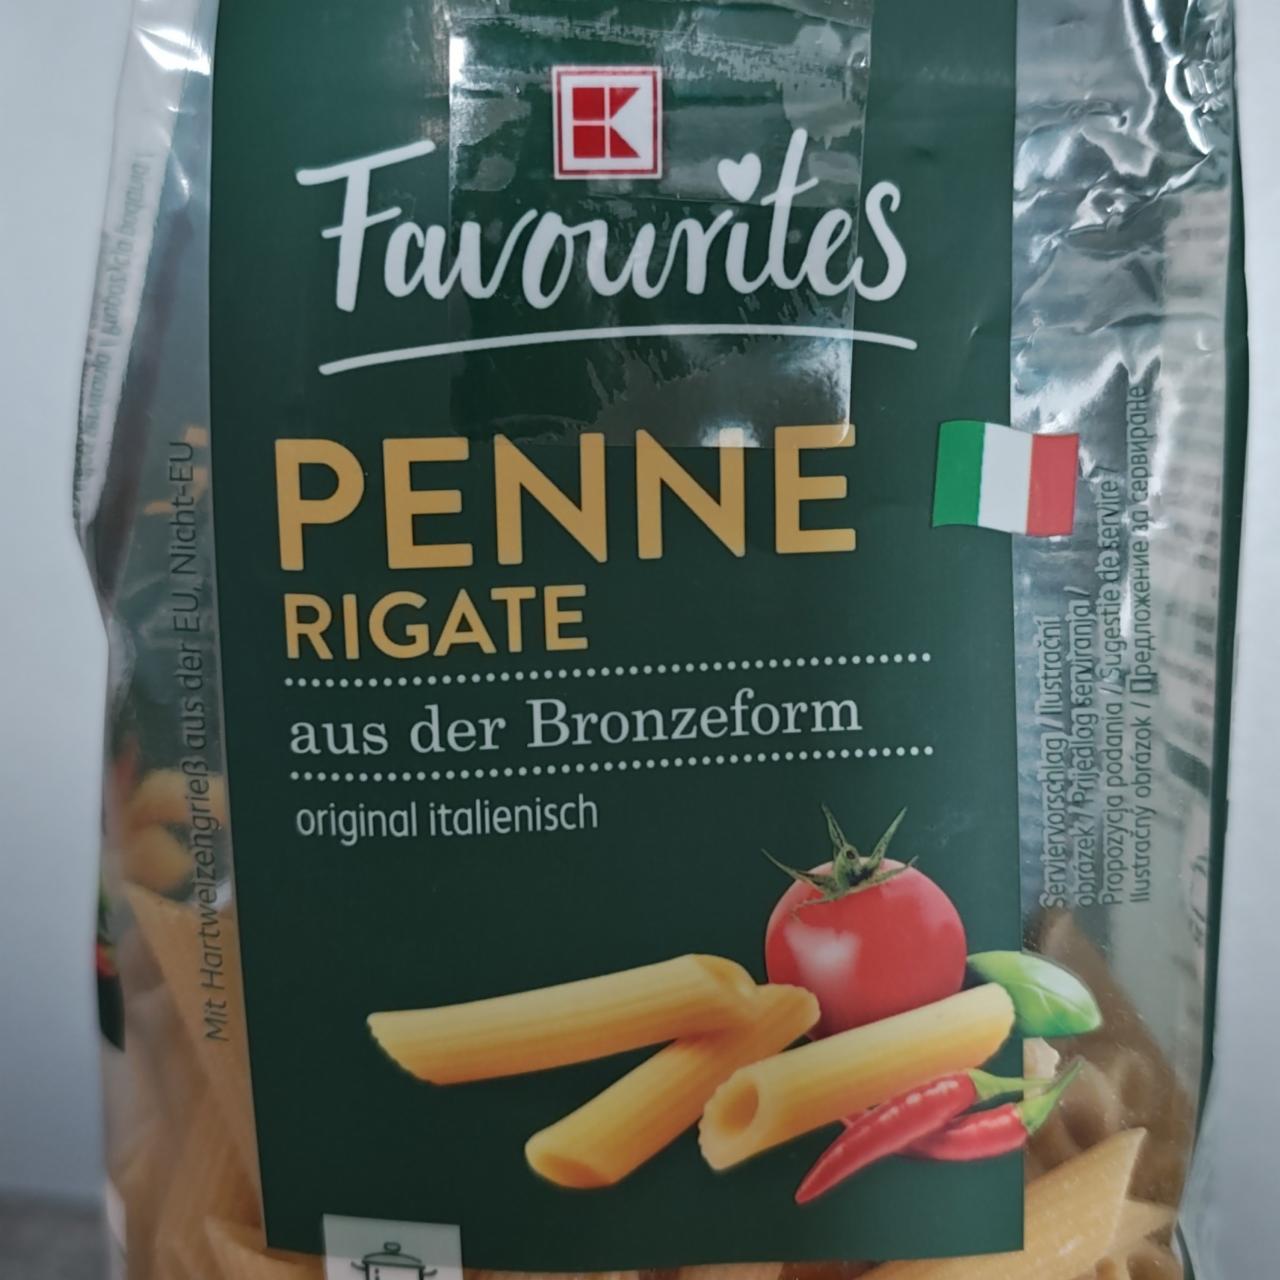 K
Favourites
PENNE
RIGATE
aus der Bronzeform
original italienisch
Mit Hartweizengrieß aus der EU, Nicht-EU
Serviervorschlag / Ilustrační
obrázek / Prijedlog serviranja /
Propozycja podania / Sugestie de servire /
Ilustračný obrázok / Предложение за сервиране